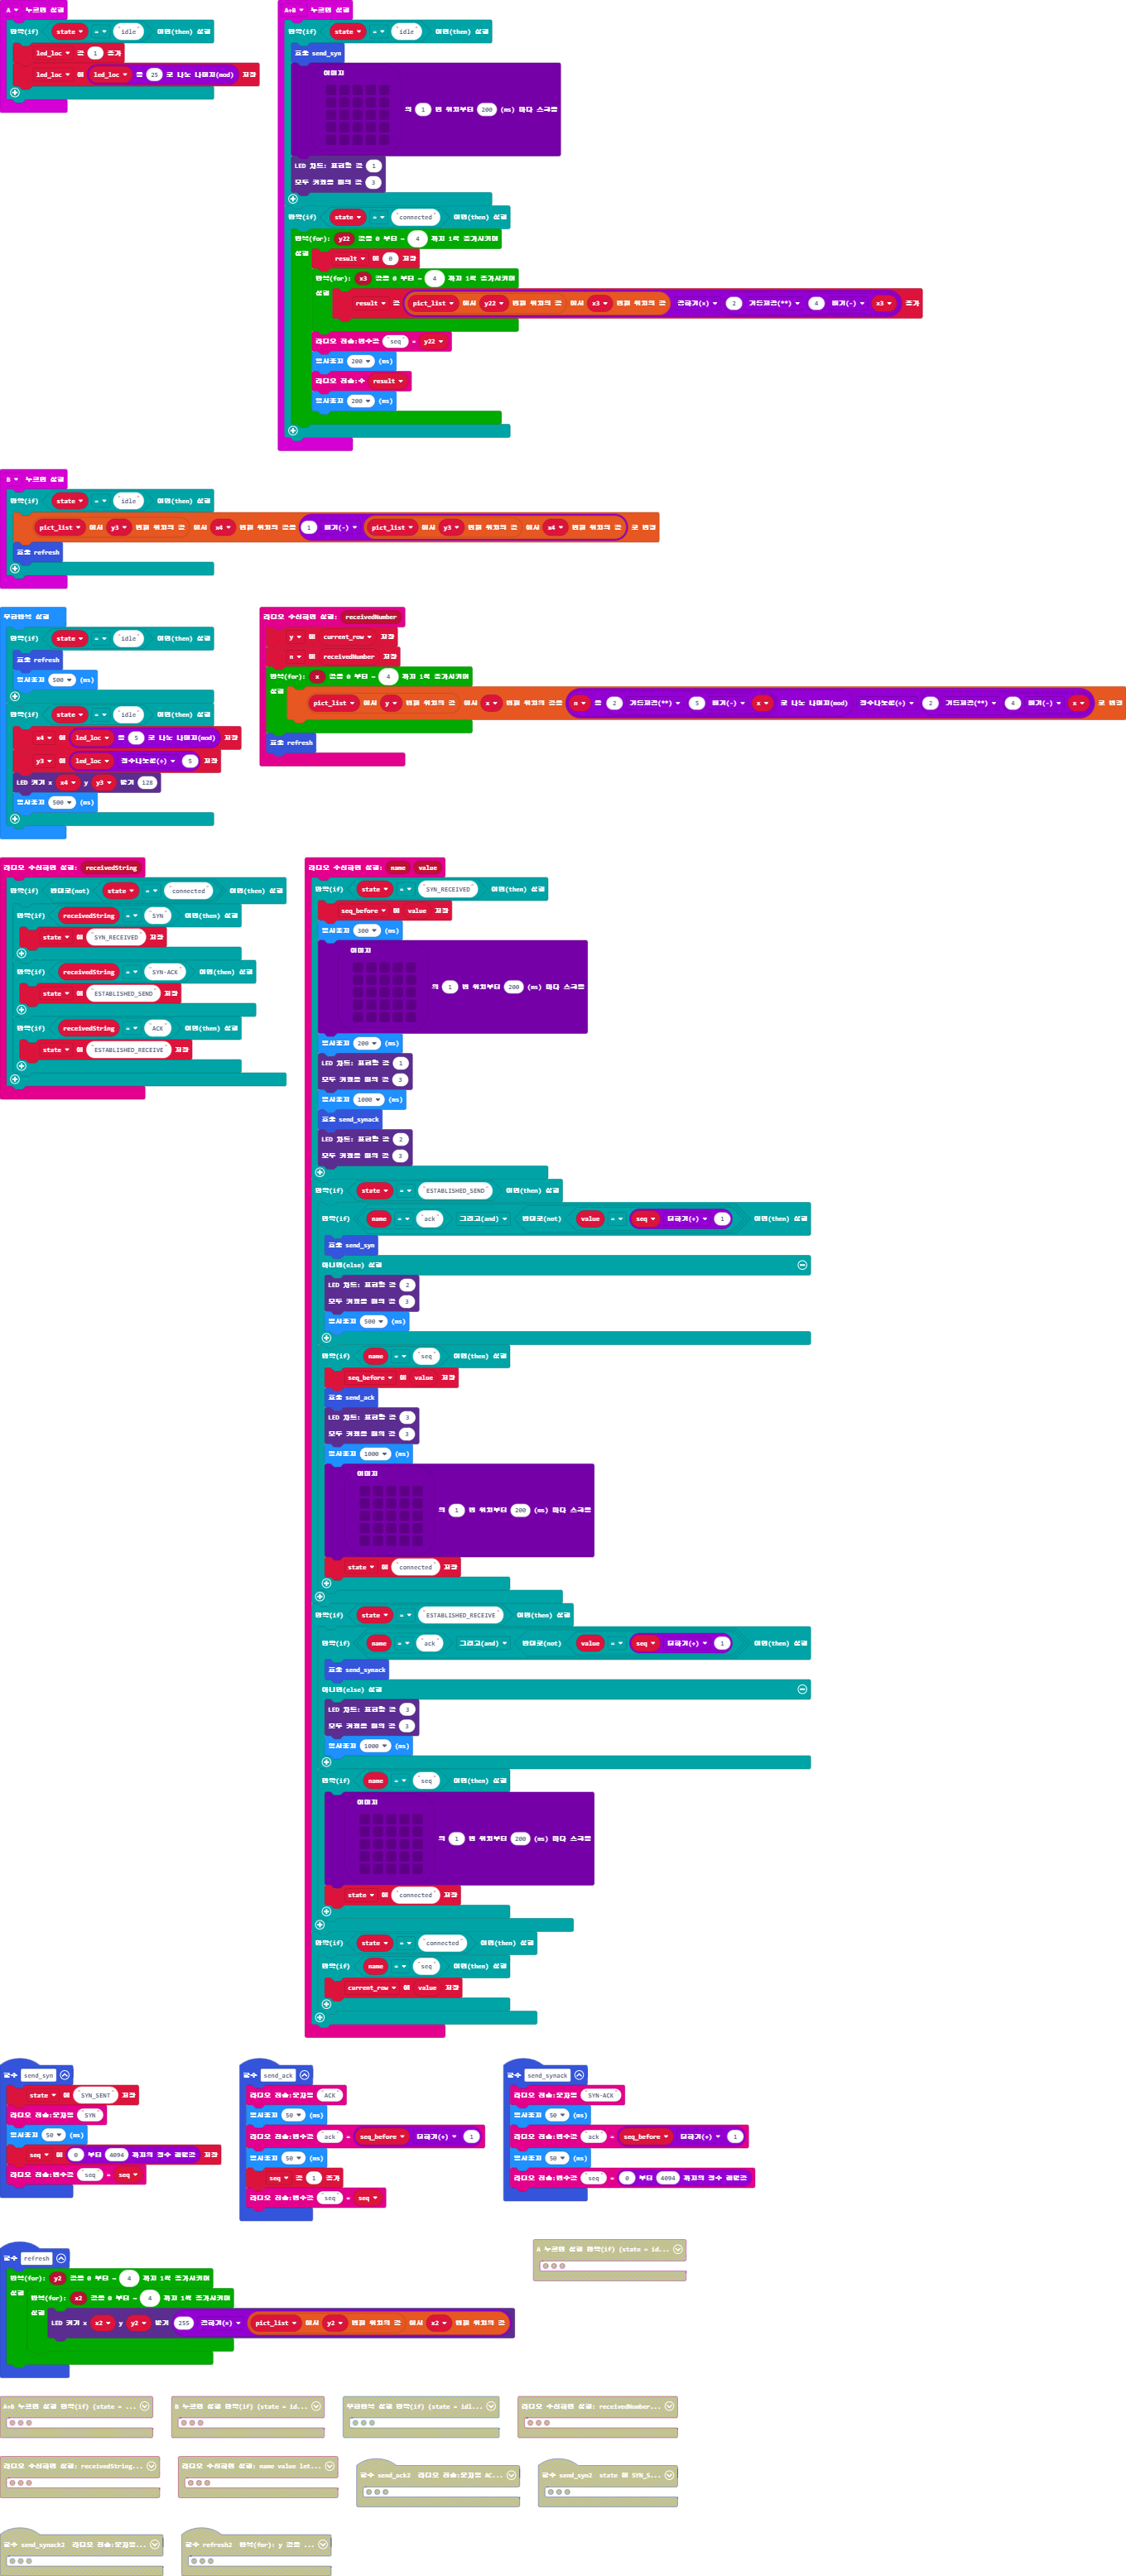 A 누르면 실행
만약(if) state = "idle" 이면(then) 실행
led_loc 값 1 증가
led_loc 에 led_loc 를 25 로 나눈 나머지(mod) 저장
A+B 누르면 실행
만약(if) state = "idle" 이면(then) 실행
호출 send_syn
이미지
의 1 번 위치부터 200 (ms) 마다 스크롤
LED 차트: 표현할 값 1
모두 켜졌을 때의 값 3
만약(if) state = "connected" 이면(then) 실행
반복(for): y22 값을 0 부터 ~ 4 까지 1씩 증가시키며
실행
result 에 0 저장
반복(for): x3 값을 0 부터 ~ 4 까지 1씩 증가시키며
실행
result 값 pict_list 에서 y22 번째 위치의 값 에서 x3 번째 위치의 값 곱하기(×) 2 거듭제곱(**) 4 빼기(-) x3 증가
라디오 전송:변수값 "seq" = y22
일시중지 200 (ms)
라디오 전송:수 result
일시중지 200 (ms)
B 누르면 실행
만약(if) state = "idle" 이면(then) 실행
pict_list 에서 y3 번째 위치의 값 에서 x4 번째 위치의 값을 1 빼기(-) pict_list 에서 y3 번째 위치의 값 에서 x4 번째 위치의 값 로 변경
호출 refresh
무한반복 실행
만약(if) state = "idle" 이면(then) 실행
호출 refresh
일시중지 500 (ms)
만약(if) state = "idle" 이면(then) 실행
x4 에 led_loc 를 5 로 나눈 나머지(mod) 저장
y3 에 led_loc 정수나눗셈(÷) 5 저장
LED 켜기 x x4 y y3 밝기 128
일시중지 500 (ms)
라디오 수신하면 실행: receivedNumber
y 에 current_row 저장
n 에 receivedNumber 저장
반복(for): x 값을 0 부터 ~ 4 까지 1씩 증가시키며
실행
pict_list 에서 y 번째 위치의 값 에서 x 번째 위치의 값을 n 를 2 거듭제곱(**) 5 빼기(-) x 로 나눈 나머지(mod) 정수나눗셈(÷) 2 거듭제곱(**) 4 빼기(-) x 로 변경
호출 refresh
라디오 수신하면 실행: receivedString
만약(if) 반대로(not) state = "connected" 이면(then) 실행
만약(if) receivedString = "SYN" 이면(then) 실행
state 에 "SYN_RECEIVED" 저장
만약(if) receivedString = "SYN-ACK" 이면(then) 실행
state 에 "ESTABLISHED_SEND" 저장
만약(if) receivedString = "ACK" 이면(then) 실행
state 에 "ESTABLISHED_RECEIVE" 저장
라디오 수신하면 실행: name value
만약(if) state = "SYN_RECEIVED" 이면(then) 실행
seq_before 에 value 저장
일시중지 300 (ms)
이미지
의 1 번 위치부터 200 (ms) 마다 스크롤
일시중지 200 (ms)
LED 차트: 표현할 값 1
모두 켜졌을 때의 값 3
일시중지 1000 (ms)
호출 send_synack
LED 차트: 표현할 값 2
모두 켜졌을 때의 값 3
만약(if) state = "ESTABLISHED_SEND" 이면(then) 실행
만약(if) name = "ack" 그리고(and) 반대로(not) value = seq 더하기(+) 1 이면(then) 실행
호출 send_syn
아니면(else) 실행
LED 차트: 표현할 값 2
모두 켜졌을 때의 값 3
일시중지 500 (ms)
만약(if) name = "seq" 이면(then) 실행
seq_before 에 value 저장
호출 send_ack
LED 차트: 표현할 값 3
모두 켜졌을 때의 값 3
일시중지 1000 (ms)
이미지
의 1 번 위치부터 200 (ms) 마다 스크롤
state 에 "connected" 저장
만약(if) state = "ESTABLISHED_RECEIVE" 이면(then) 실행
만약(if) name = "ack" 그리고(and) 반대로(not) value = seq 더하기(+) 1 이면(then) 실행
호출 send_synack
아니면(else) 실행
LED 차트: 표현할 값 3
모두 켜졌을 때의 값 3
일시중지 1000 (ms)
만약(if) name = "seq" 이면(then) 실행
이미지
의 1 번 위치부터 200 (ms) 마다 스크롤
state 에 "connected" 저장
만약(if) state = "connected" 이면(then) 실행
만약(if) name = "seq" 이면(then) 실행
current_row 에 value 저장
함수 send_syn
state 에 "SYN_SENT" 저장
라디오 전송:문자열 "SYN"
일시중지 50 (ms)
seq 에 0 부터 4094 까지의 정수 랜덤값 저장
라디오 전송:변수값 "seq" = seq
함수 send_ack
라디오 전송:문자열 "ACK"
일시중지 50 (ms)
라디오 전송:변수값 "ack" = seq_before 더하기(+) 1
일시중지 50 (ms)
seq 값 1 증가
라디오 전송:변수값 "seq" = seq
함수 send_synack
라디오 전송:문자열 "SYN-ACK"
일시중지 50 (ms)
라디오 전송:변수값 "ack" = seq_before 더하기(+) 1
일시중지 50 (ms)
라디오 전송:변수값 "seq" = 0 부터 4094 까지의 정수 랜덤값
함수 refresh
반복(for): y2 값을 0 부터 ~ 4 까지 1씩 증가시키며
실행
반복(for): x2 값을 0 부터 ~ 4 까지 1씩 증가시키며
실행
LED 켜기 x x2 y y2 밝기 255 곱하기(×) pict_list 에서 y2 번째 위치의 값 에서 x2 번째 위치의 값
A 누르면 실행 만약(if) (state = id...
A+B 누르면 실행 만약(if) (state = ...
B 누르면 실행 만약(if) (state = id...
무한반복 실행 만약(if) (state = idl...
라디오 수신하면 실행: receivedNumber...
라디오 수신하면 실행: receivedString...
라디오 수신하면 실행: name value let...
함수 send_ack2 라디오 전송:문자열 AC...
함수 send_syn2 state 에 SYN_S...
함수 send_synack2 라디오 전송:문자열...
함수 refresh2 반복(for): y 값을 ...